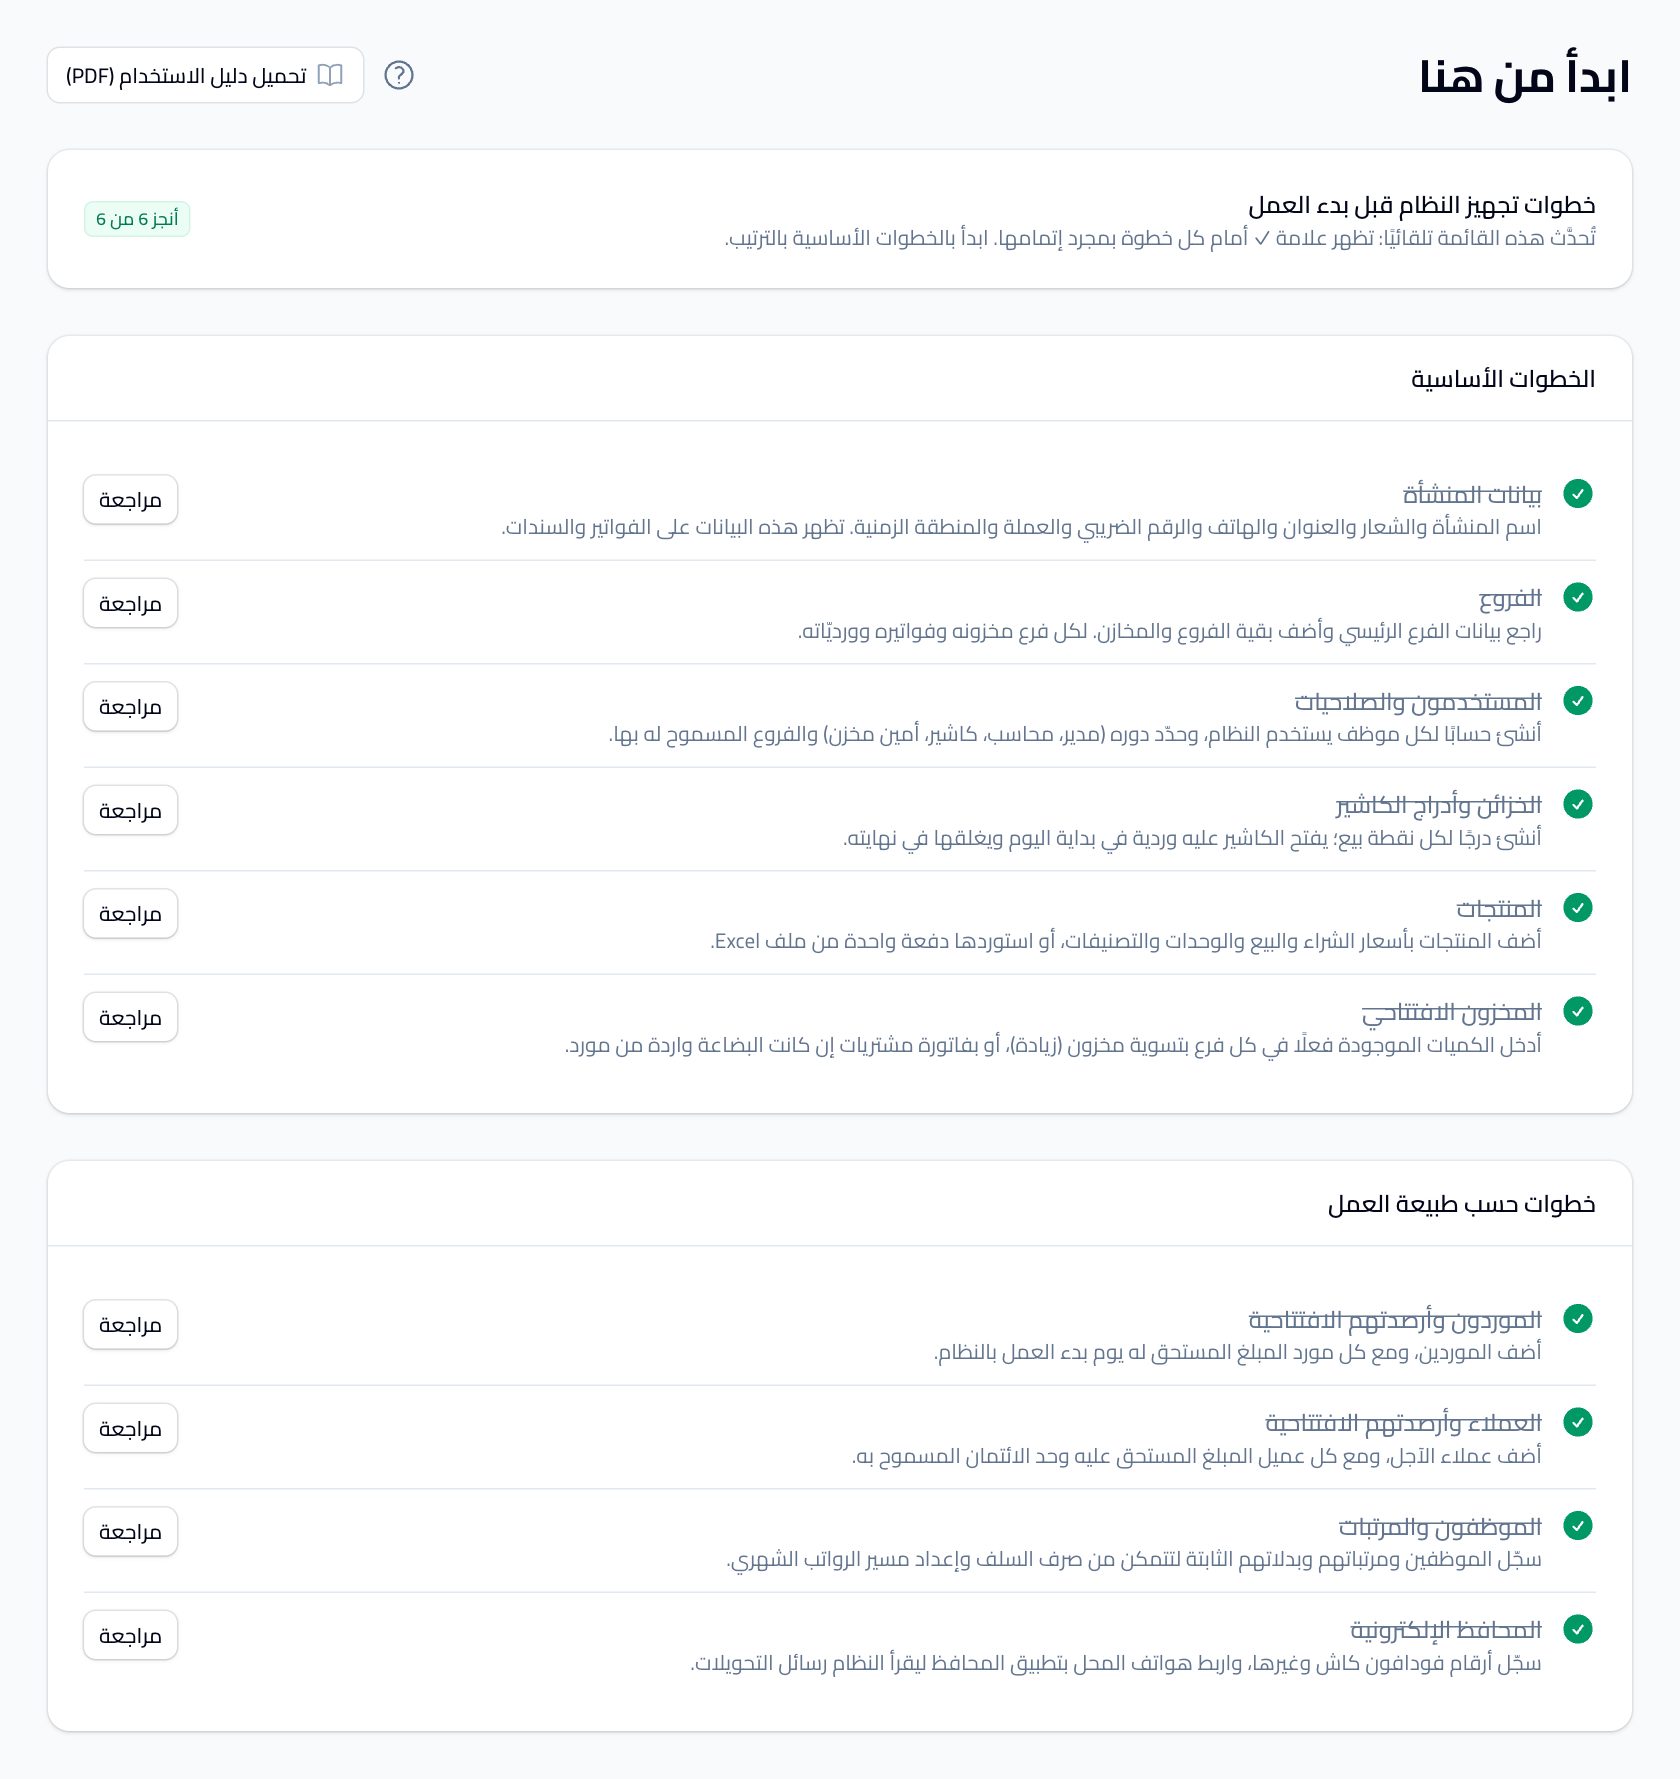 ابدأ من هنا
تحميل دليل الاستخدام (PDF)
خطوات تجهيز النظام قبل بدء العمل
أنجز 6 من 6
تُحدَّث هذه القائمة تلقائيًا: تظهر علامة ✓ أمام كل خطوة بمجرد إتمامها. ابدأ بالخطوات الأساسية بالترتيب.
الخطوات الأساسية
بيانات المنشأة
مراجعة
اسم المنشأة والشعار والعنوان والهاتف والرقم الضريبي والعملة والمنطقة الزمنية. تظهر هذه البيانات على الفواتير والسندات.
الفروع
مراجعة
راجع بيانات الفرع الرئيسي وأضف بقية الفروع والمخازن. لكل فرع مخزونه وفواتيره وورديّاته.
المستخدمون والصلاحيات
مراجعة
أنشئ حسابًا لكل موظف يستخدم النظام، وحدّد دوره (مدير، محاسب، كاشير، أمين مخزن) والفروع المسموح له بها.
الخزائن وأدراج الكاشير
مراجعة
أنشئ درجًا لكل نقطة بيع؛ يفتح الكاشير عليه وردية في بداية اليوم ويغلقها في نهايته.
المنتجات
مراجعة
أضف المنتجات بأسعار الشراء والبيع والوحدات والتصنيفات، أو استوردها دفعة واحدة من ملف Excel.
المخزون الافتتاحي
مراجعة
أدخل الكميات الموجودة فعلًا في كل فرع بتسوية مخزون (زيادة)، أو بفاتورة مشتريات إن كانت البضاعة واردة من مورد.
خطوات حسب طبيعة العمل
الموردون وأرصدتهم الافتتاحية
مراجعة
أضف الموردين، ومع كل مورد المبلغ المستحق له يوم بدء العمل بالنظام.
العملاء وأرصدتهم الافتتاحية
مراجعة
أضف عملاء الآجل، ومع كل عميل المبلغ المستحق عليه وحد الائتمان المسموح به.
الموظفون والمرتبات
مراجعة
سجّل الموظفين ومرتباتهم وبدلاتهم الثابتة لتتمكن من صرف السلف وإعداد مسير الرواتب الشهري.
المحافظ الإلكترونية
مراجعة
سجّل أرقام فودافون كاش وغيرها، واربط هواتف المحل بتطبيق المحافظ ليقرأ النظام رسائل التحويلات.